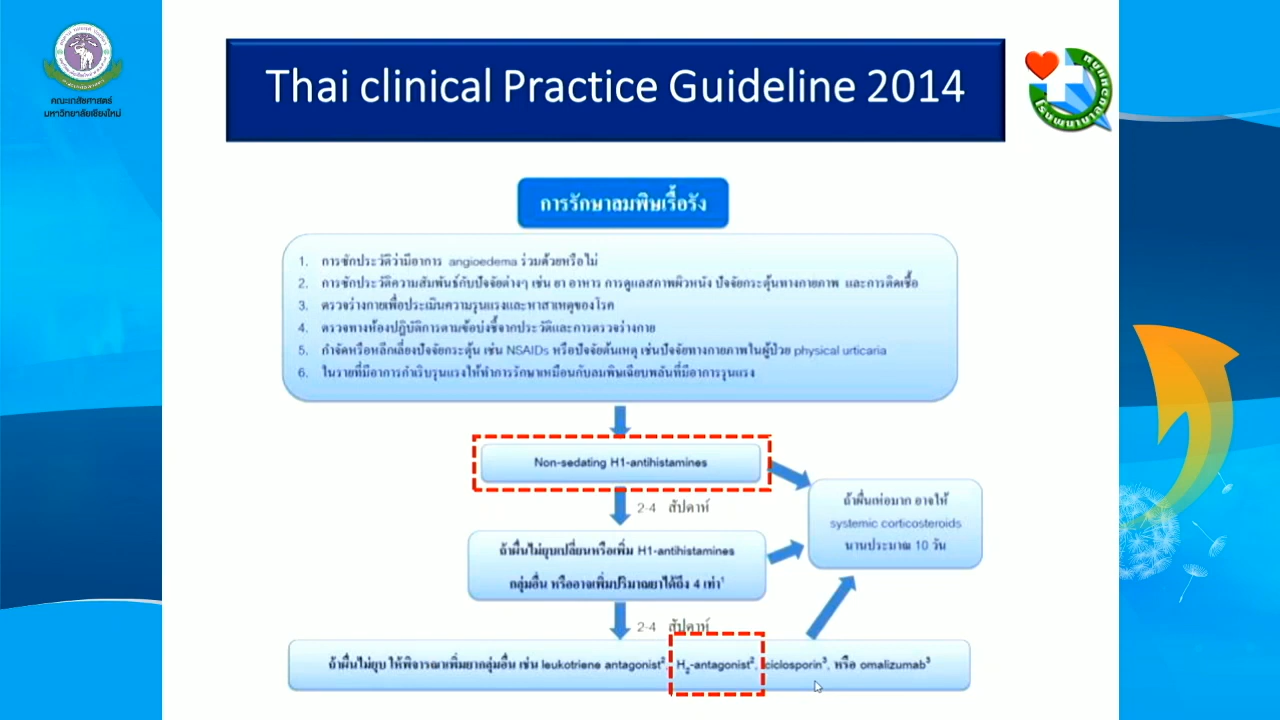 คณะเภสัชศาสตร์
มหาวิทยาลัยเชียงใหม่
Thai clinical Practice Guideline 2014
การรักษาลมพิษเรื้อรัง
1. การซักประวัติว่ามีอาการ angioedema ร่วมด้วยหรือไม่
2. การซักประวัติความสัมพันธ์กับปัจจัยต่างๆ เช่น ยา อาหาร การดูแลสภาพผิวหนัง ปัจจัยกระตุ้นทางกายภาพ และการติดเชื้อ
3. ตรวจร่างกายเพื่อประเมินความรุนแรงและหาสาเหตุของโรค
4. ตรวจทางห้องปฏิบัติการตามข้อบ่งชี้จากประวัติและการตรวจร่างกาย
5. กำจัดหรือหลีกเลี่ยงปัจจัยกระตุ้น เช่น NSAIDs หรือปัจจัยต้นเหตุ เช่นปัจจัยทางกายภาพในผู้ป่วย physical urticaria
6. ในรายที่มีอาการกำเริบรุนแรงให้ทำการรักษาเหมือนกับลมพิษเฉียบพลันที่มีอาการรุนแรง
Non-sedating H1-antihistamines
2-4 สัปดาห์
ถ้าผื่นเห่อมาก อาจให้
systemic corticosteroids
นานประมาณ 10 วัน
ถ้าผื่นไม่ยุบเปลี่ยนหรือเพิ่ม H1-antihistamines
กลุ่มอื่น หรืออาจเพิ่มปริมาณยาได้ถึง 4 เท่า¹
2-4 สัปดาห์
ถ้าผื่นไม่ยุบ ให้พิจารณาเพิ่มยากลุ่มอื่น เช่น leukotriene antagonist², H₂-antagonist², ciclosporin³, หรือ omalizumab³